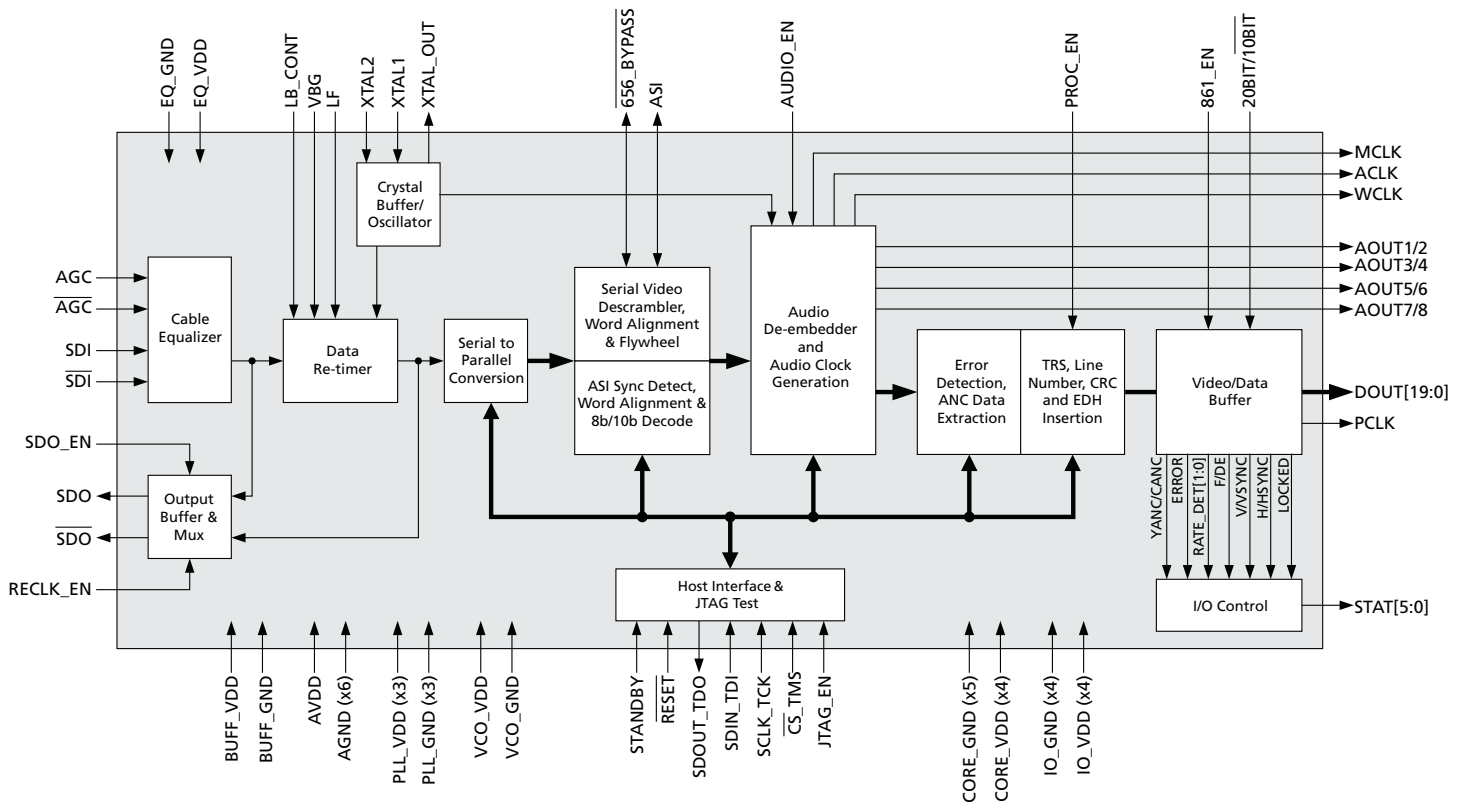 EQ_GND
EQ_VDD
LB_CONT
VBG
LF
XTAL2
XTAL1
XTAL_OUT
656_BYPASS
ASI
AUDIO_EN
PROC_EN
861_EN
20BIT/10BIT
MCLK
ACLK
WCLK
AOUT1/2
AOUT3/4
AOUT5/6
AOUT7/8
Crystal
Buffer/
Oscillator
AGC
AGC
SDI
SDI
Cable
Equalizer
Data
Re-timer
Serial to
Parallel
Conversion
Serial Video
Descrambler,
Word Alignment
& Flywheel
ASI Sync Detect,
Word Alignment &
8b/10b Decode
Audio
De-embedder
and
Audio Clock
Generation
Error
Detection,
ANC Data
Extraction
TRS, Line
Number, CRC
and EDH
Insertion
Video/Data
Buffer
DOUT[19:0]
PCLK
SDO_EN
SDO
SDO
RECLK_EN
Output
Buffer &
Mux
YANC/CANC
ERROR
RATE_DET[1:0]
F/DE
V/VSYNC
H/HSYNC
LOCKED
Host Interface &
JTAG Test
I/O Control
STAT[5:0]
BUFF_VDD
BUFF_GND
AVDD
AGND (x6)
PLL_VDD (x3)
PLL_GND (x3)
VCO_VDD
VCO_GND
STANDBY
RESET
SDOUT_TDO
SDIN_TDI
SCLK_TCK
CS_TMS
JTAG_EN
CORE_GND (x5)
CORE_VDD (x4)
IO_GND (x4)
IO_VDD (x4)